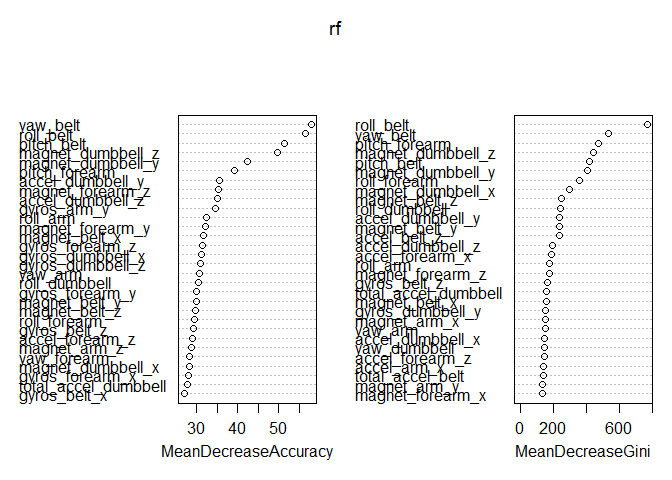 rf
yaw_belt
roll_belt
pitch_belt
magnet_dumbbell_z
magnet_dumbbell_y
pitch_forearm
accel_dumbbell_y
magnet_forearm_z
accel_dumbbell_z
gyros_arm_y
roll_arm
magnet_forearm_y
magnet_belt_x
gyros_forearm_z
gyros_dumbbell_x
gyros_dumbbell_z
yaw_arm
roll_dumbbell
gyros_forearm_y
magnet_belt_y
magnet_belt_z
roll_forearm
gyros_belt_z
accel_forearm_z
magnet_arm_z
yaw_forearm
magnet_dumbbell_x
gyros_forearm_x
total_accel_dumbbell
gyros_belt_x
30 40 50
MeanDecreaseAccuracy
roll_belt
yaw_belt
pitch_forearm
magnet_dumbbell_z
pitch_belt
magnet_dumbbell_y
roll_forearm
magnet_dumbbell_x
magnet_belt_z
roll_dumbbell
accel_dumbbell_y
magnet_belt_y
accel_belt_z
accel_dumbbell_z
accel_forearm_x
roll_arm
magnet_forearm_z
gyros_belt_z
total_accel_dumbbell
magnet_belt_x
gyros_dumbbell_y
magnet_arm_x
yaw_arm
accel_dumbbell_x
yaw_dumbbell
accel_forearm_z
accel_arm_x
total_accel_belt
magnet_arm_y
magnet_forearm_x
0 200 600
MeanDecreaseGini